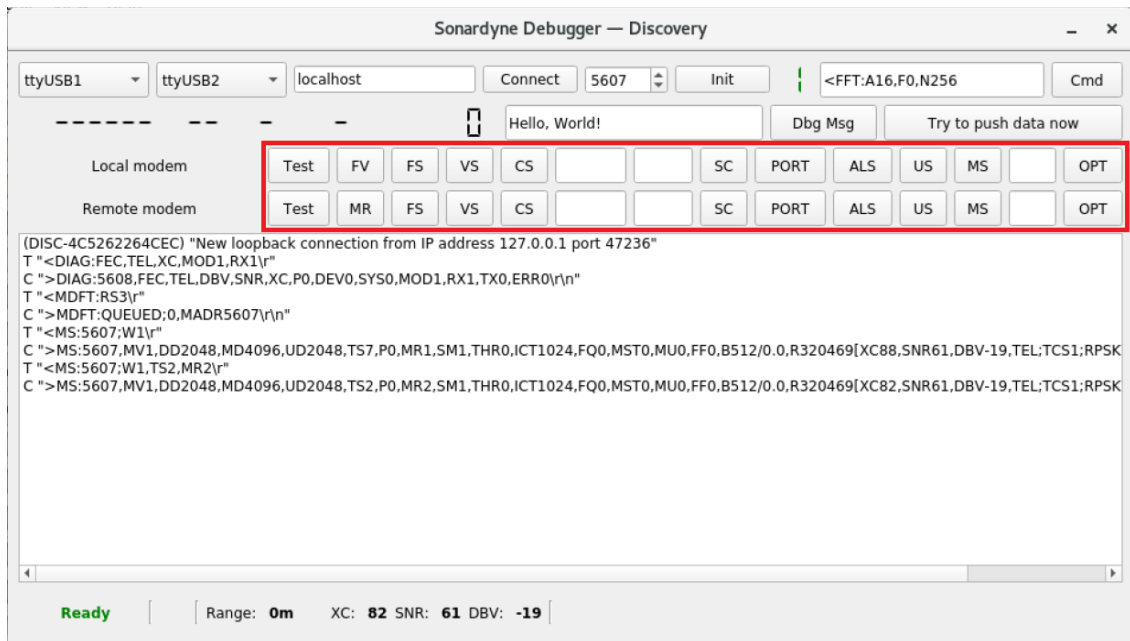 Sonardyne Debugger — Discovery
ttyUSB1 ttyUSB2 localhost Connect 5607 Init <FFT:A16,F0,N256 Cmd
------ -- - - 0 Hello, World! Dbg Msg Try to push data now
Local modem Test FV FS VS CS SC PORT ALS US MS OPT
Remote modem Test MR FS VS CS SC PORT ALS US MS OPT
(DISC-4C5262264CEC) "New loopback connection from IP address 127.0.0.1 port 47236"
T "<DIAG:FEC,TEL,XC,MOD1,RX1\r"
C ">DIAG:5608,FEC,TEL,DBV,SNR,XC,P0,DEV0,SYS0,MOD1,RX1,TX0,ERR0\r\n"
T "<MDFT:RS3\r"
C ">MDFT:QUEUED;0,MADR5607\r\n"
T "<MS:5607;W1\r"
C ">MS:5607,MV1,DD2048,MD4096,UD2048,TS7,P0,MR1,SM1,THR0,ICT1024,FQ0,MST0,MU0,FF0,B512/0.0,R320469[XC88,SNR61,DBV-19,TEL;TCS1;RPSK
T "<MS:5607;W1,TS2,MR2\r"
C ">MS:5607,MV1,DD2048,MD4096,UD2048,TS2,P0,MR2,SM1,THR0,ICT1024,FQ0,MST0,MU0,FF0,B512/0.0,R320469[XC82,SNR61,DBV-19,TEL;TCS1;RPSK
Ready Range: 0m XC: 82 SNR: 61 DBV: -19